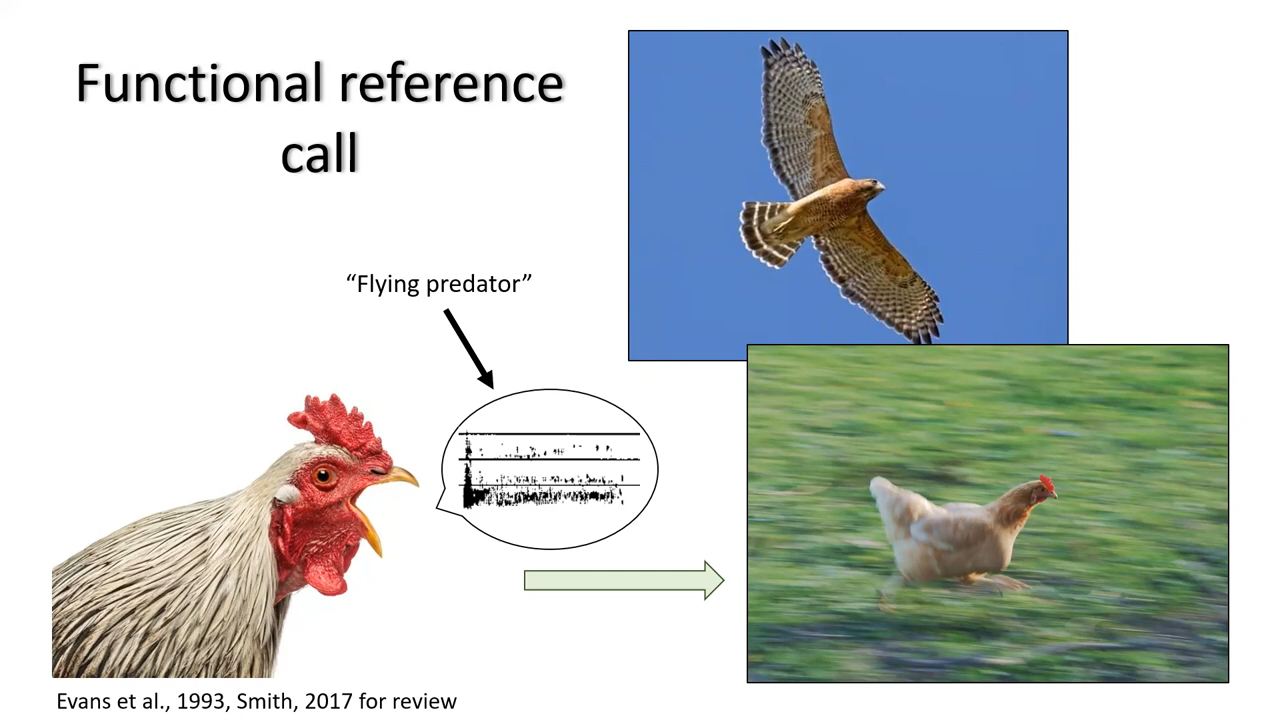 Functional reference
call
“Flying predator”
Evans et al., 1993, Smith, 2017 for review